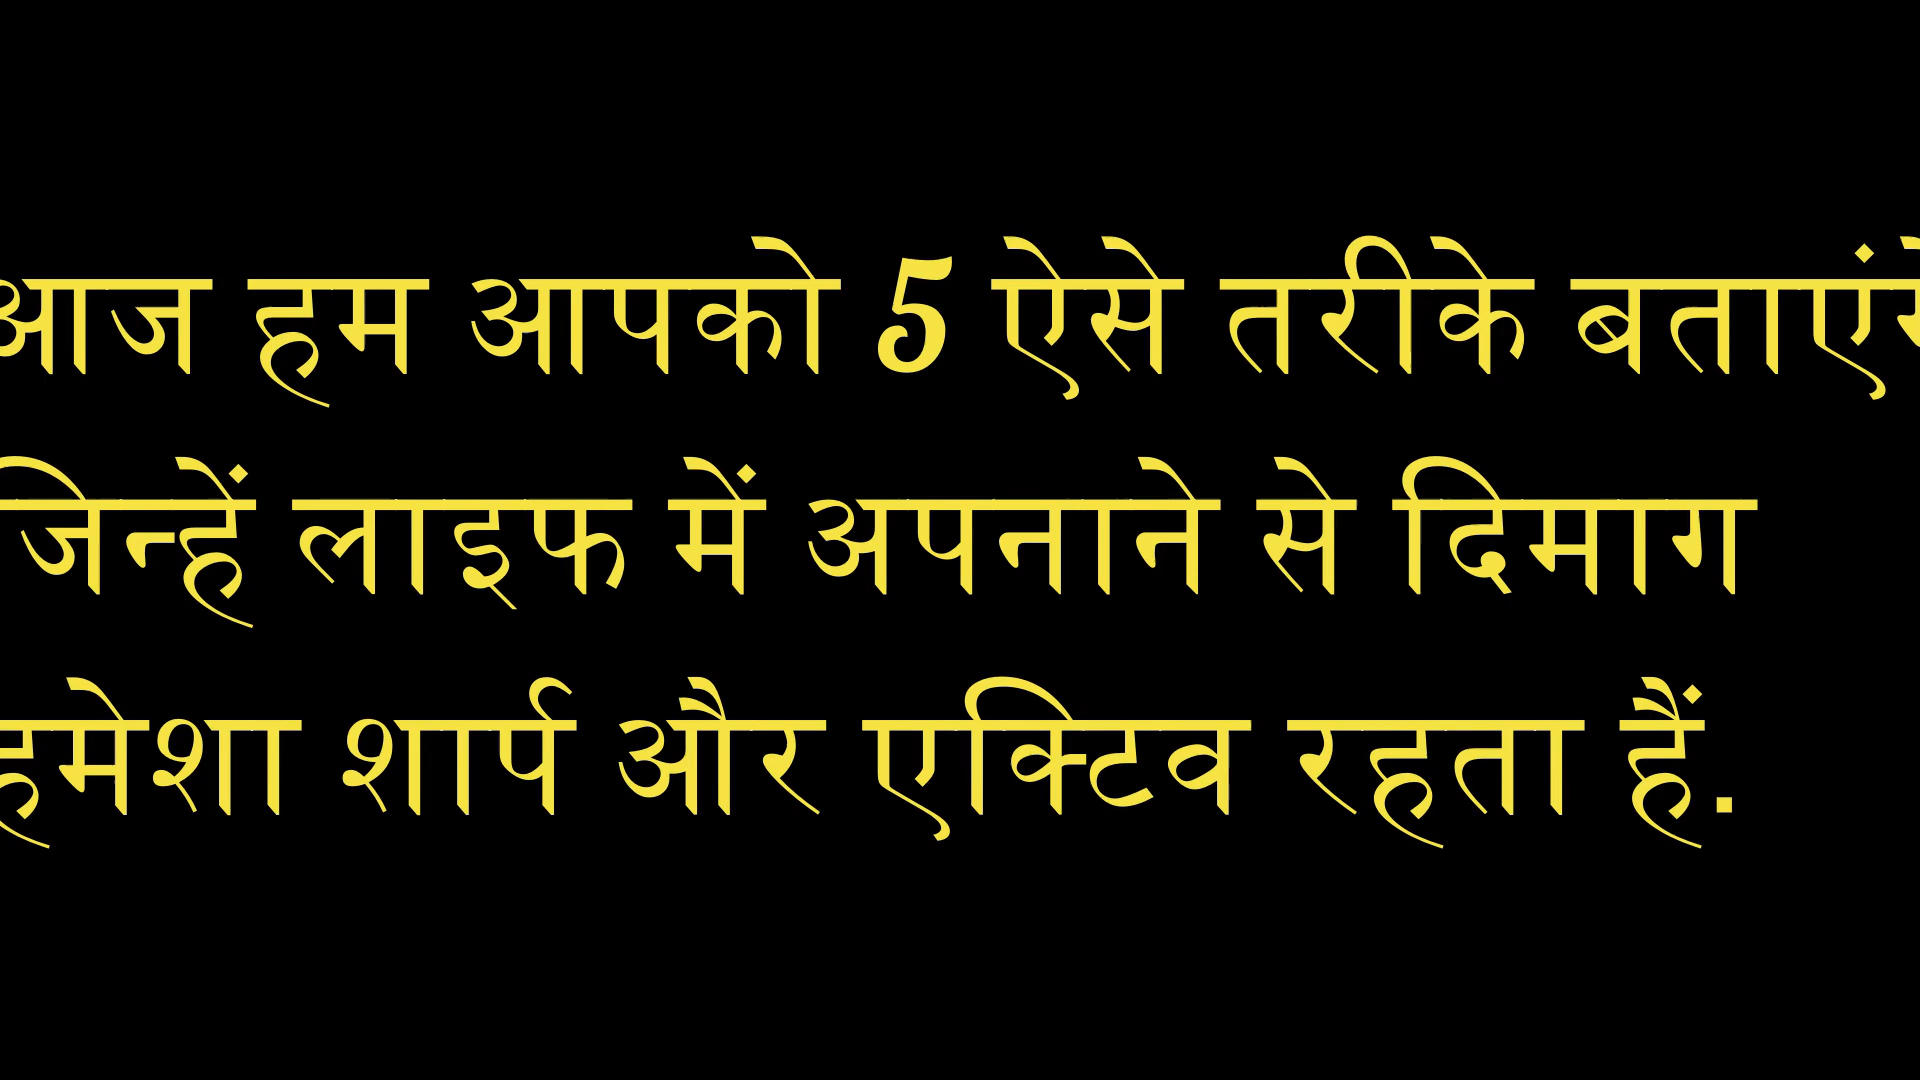 आज हम आपको 5 ऐसे तरीके बताएंगे
जिन्हें लाइफ में अपनाने से दिमाग
हमेशा शार्प और एक्टिव रहता हैं.